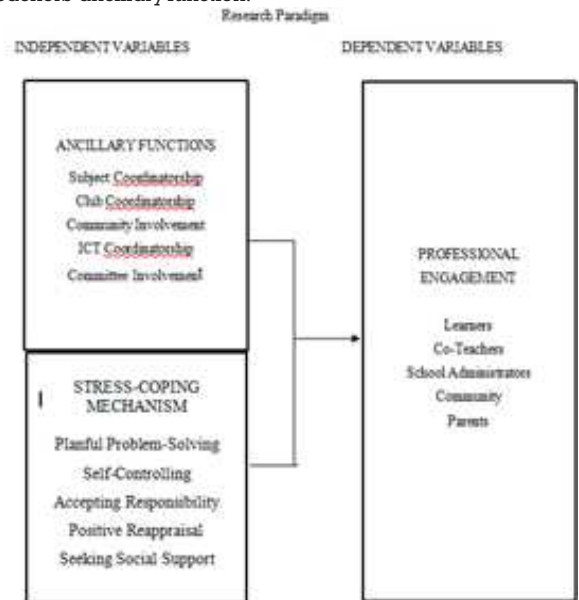 ancillary function.
Research Paradigm
INDEPENDENT VARIABLES
DEPENDENT VARIABLES
ANCILLARY FUNCTIONS
Subject Coordinatorship
Club Coordinatorship
Community Involvement
ICT Coordinatorship
Committee Involvement
STRESS-COPING
MECHANISM
Planful Problem-Solving
Self-Controlling
Accepting Responsibility
Positive Reappraisal
Seeking Social Support
PROFESSIONAL
ENGAGEMENT
Learners
Co-Teachers
School Administrators
Community
Parents